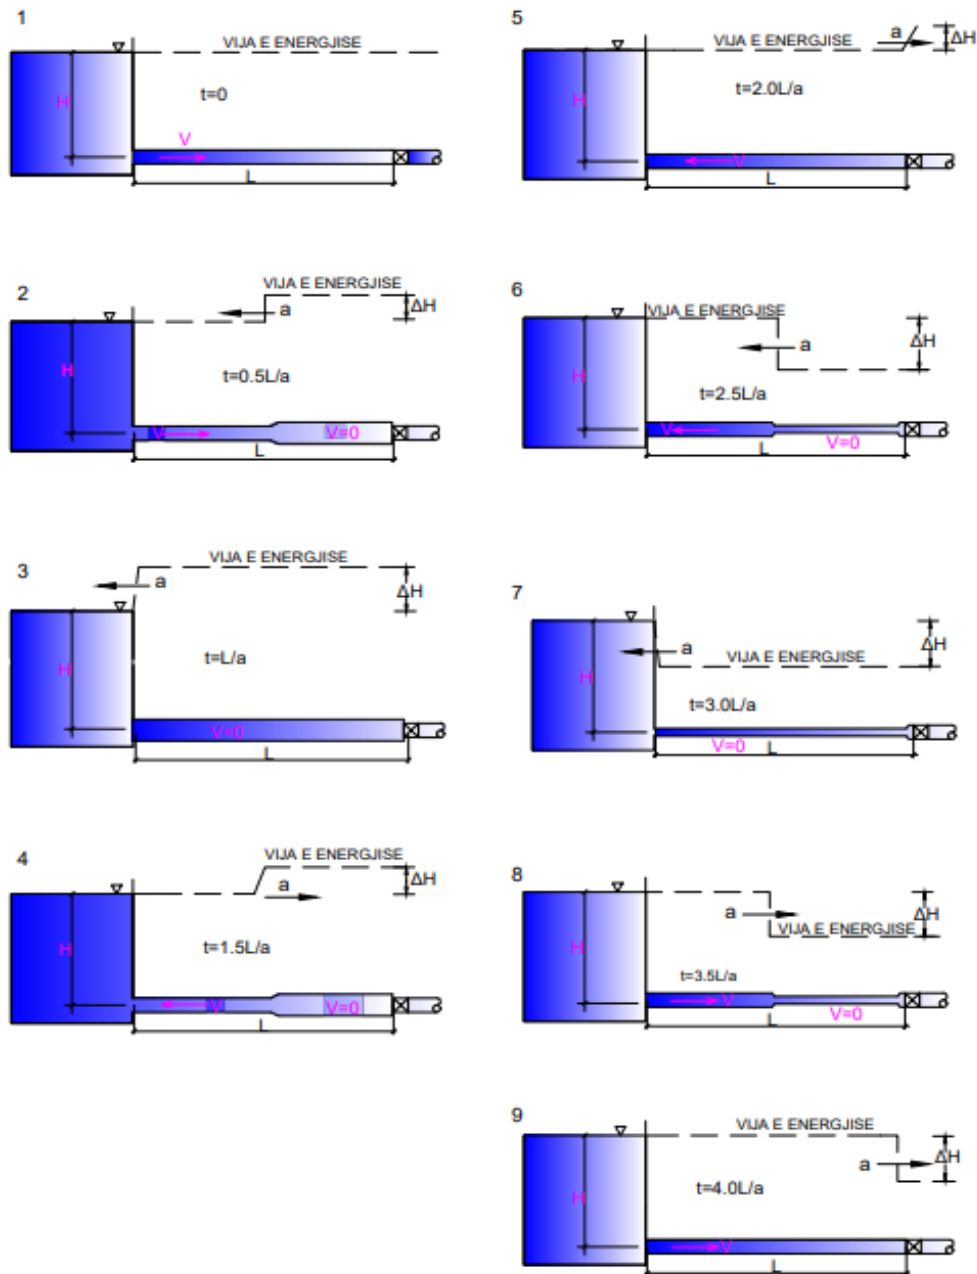 1
VIJA E ENERGJISE
H
t=0
V
L
2
VIJA E ENERGJISE
a
ΔH
H
t=0.5L/a
V
V=0
L
3
VIJA E ENERGJISE
a
ΔH
H
t=L/a
V=0
L
4
VIJA E ENERGJISE
a
ΔH
H
t=1.5L/a
V
V=0
L
5
VIJA E ENERGJISE
a
ΔH
H
t=2.0L/a
V
L
6
VIJA E ENERGJISE
a
ΔH
H
t=2.5L/a
V
V=0
L
7
a
VIJA E ENERGJISE
ΔH
H
t=3.0L/a
V=0
L
8
a
VIJA E ENERGJISE
ΔH
H
t=3.5L/a
V
V=0
L
9
VIJA E ENERGJISE
a
ΔH
H
t=4.0L/a
V
L